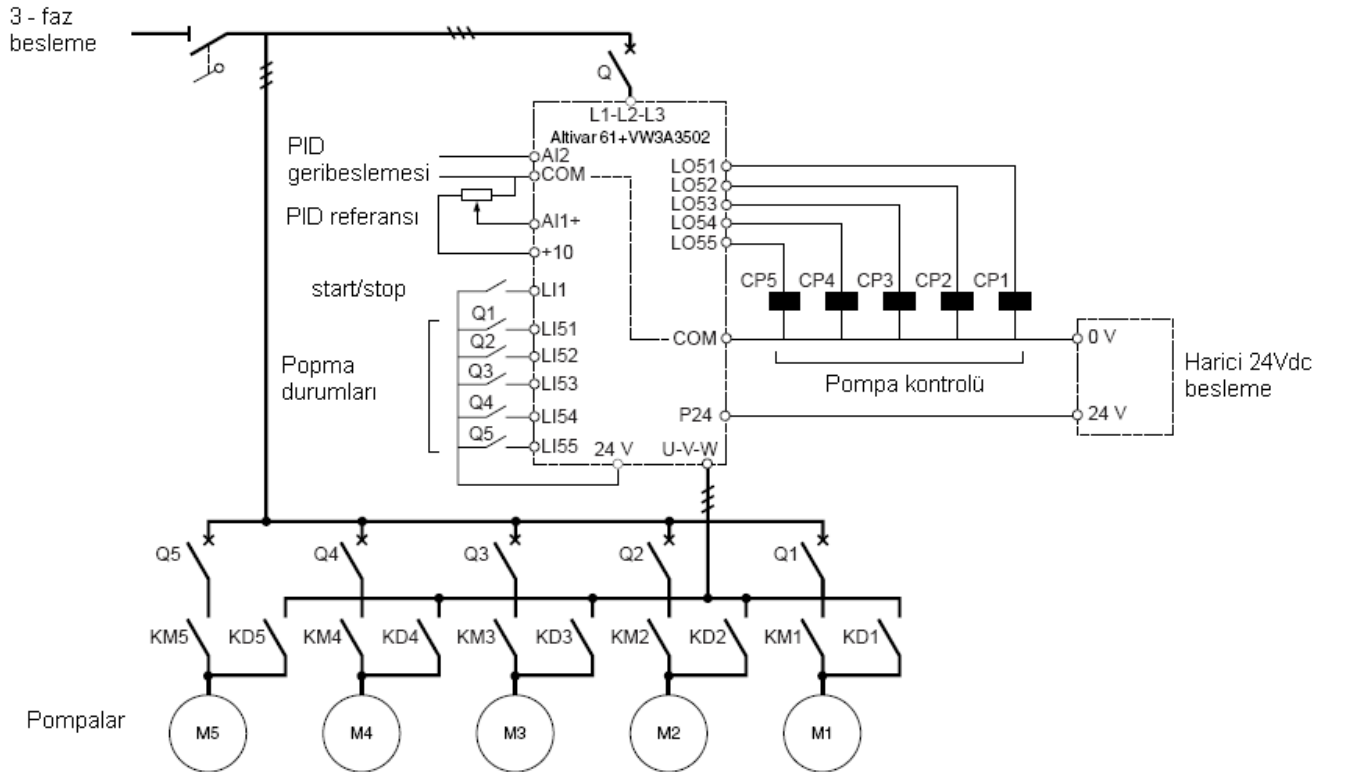 3 - faz
besleme
Q
L1-L2-L3
Altivar 61+VW3A3502
PID
geribeslemesi
AI2
COM
PID referansı
AI1+
+10
start/stop
LI1
Q1
LI51
Q2
LI52
Q3
LI53
Q4
LI54
Q5
LI55
Popma
durumları
24 V
U-V-W
LO51
LO52
LO53
LO54
LO55
CP5
CP4
CP3
CP2
CP1
COM
0 V
Pompa kontrolü
Harici 24Vdc
besleme
P24
24 V
Q5
Q4
Q3
Q2
Q1
KM5
KD5
KM4
KD4
KM3
KD3
KM2
KD2
KM1
KD1
Pompalar
M5
M4
M3
M2
M1